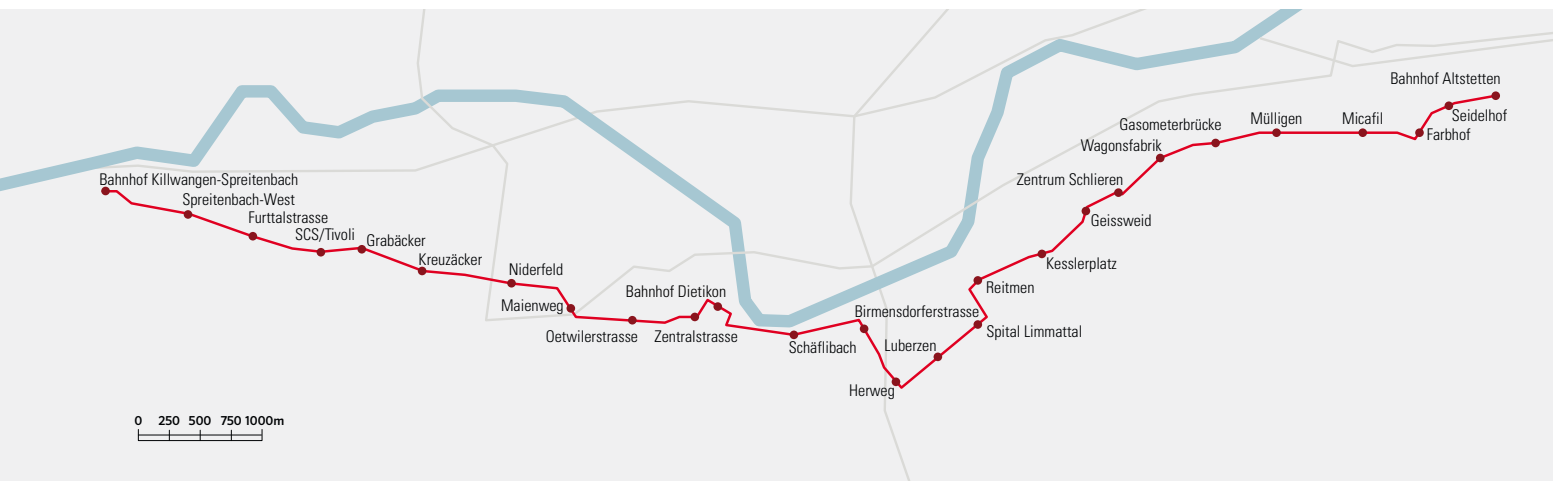 Bahnhof Killwangen-Spreitenbach
Spreitenbach-West
Furttalstrasse
SCS/Tivoli
Grabäcker
Kreuzäcker
Niderfeld
Maienweg
Oetwilerstrasse
Zentralstrasse
Bahnhof Dietikon
Schäflibach
Birmensdorferstrasse
Herweg
Luberzen
Spital Limmattal
Reitmen
Kesslerplatz
Geissweid
Zentrum Schlieren
Wagonsfabrik
Gasometerbrücke
Mülligen
Micafil
Farbhof
Seidelhof
Bahnhof Altstetten
0 250 500 750 1000m